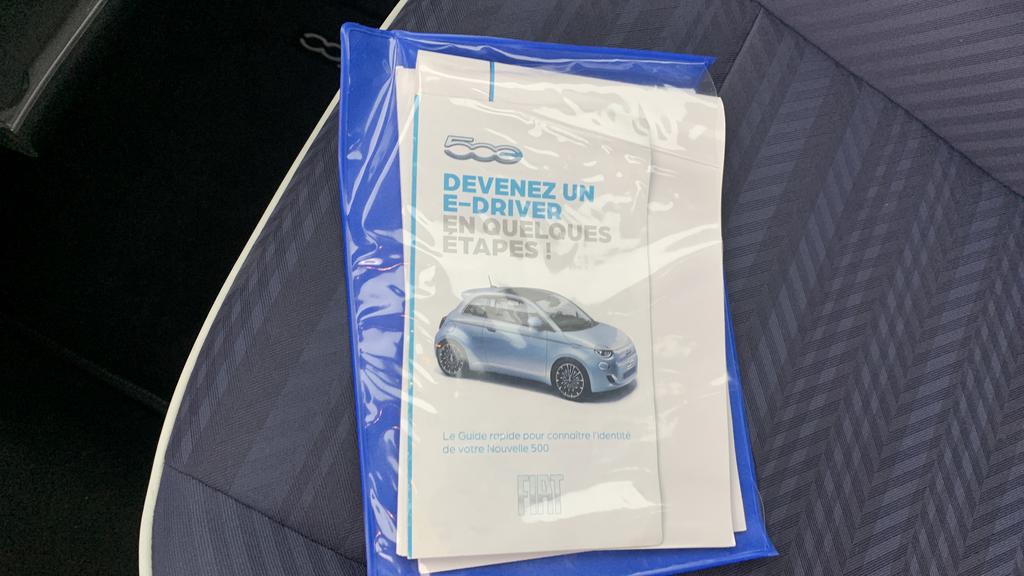 500
DEVENEZ UN
E-DRIVER
EN QUELQUES
ÉTAPES !
Le Guide rapide pour connaître l'identité
de votre Nouvelle 500
FIAT